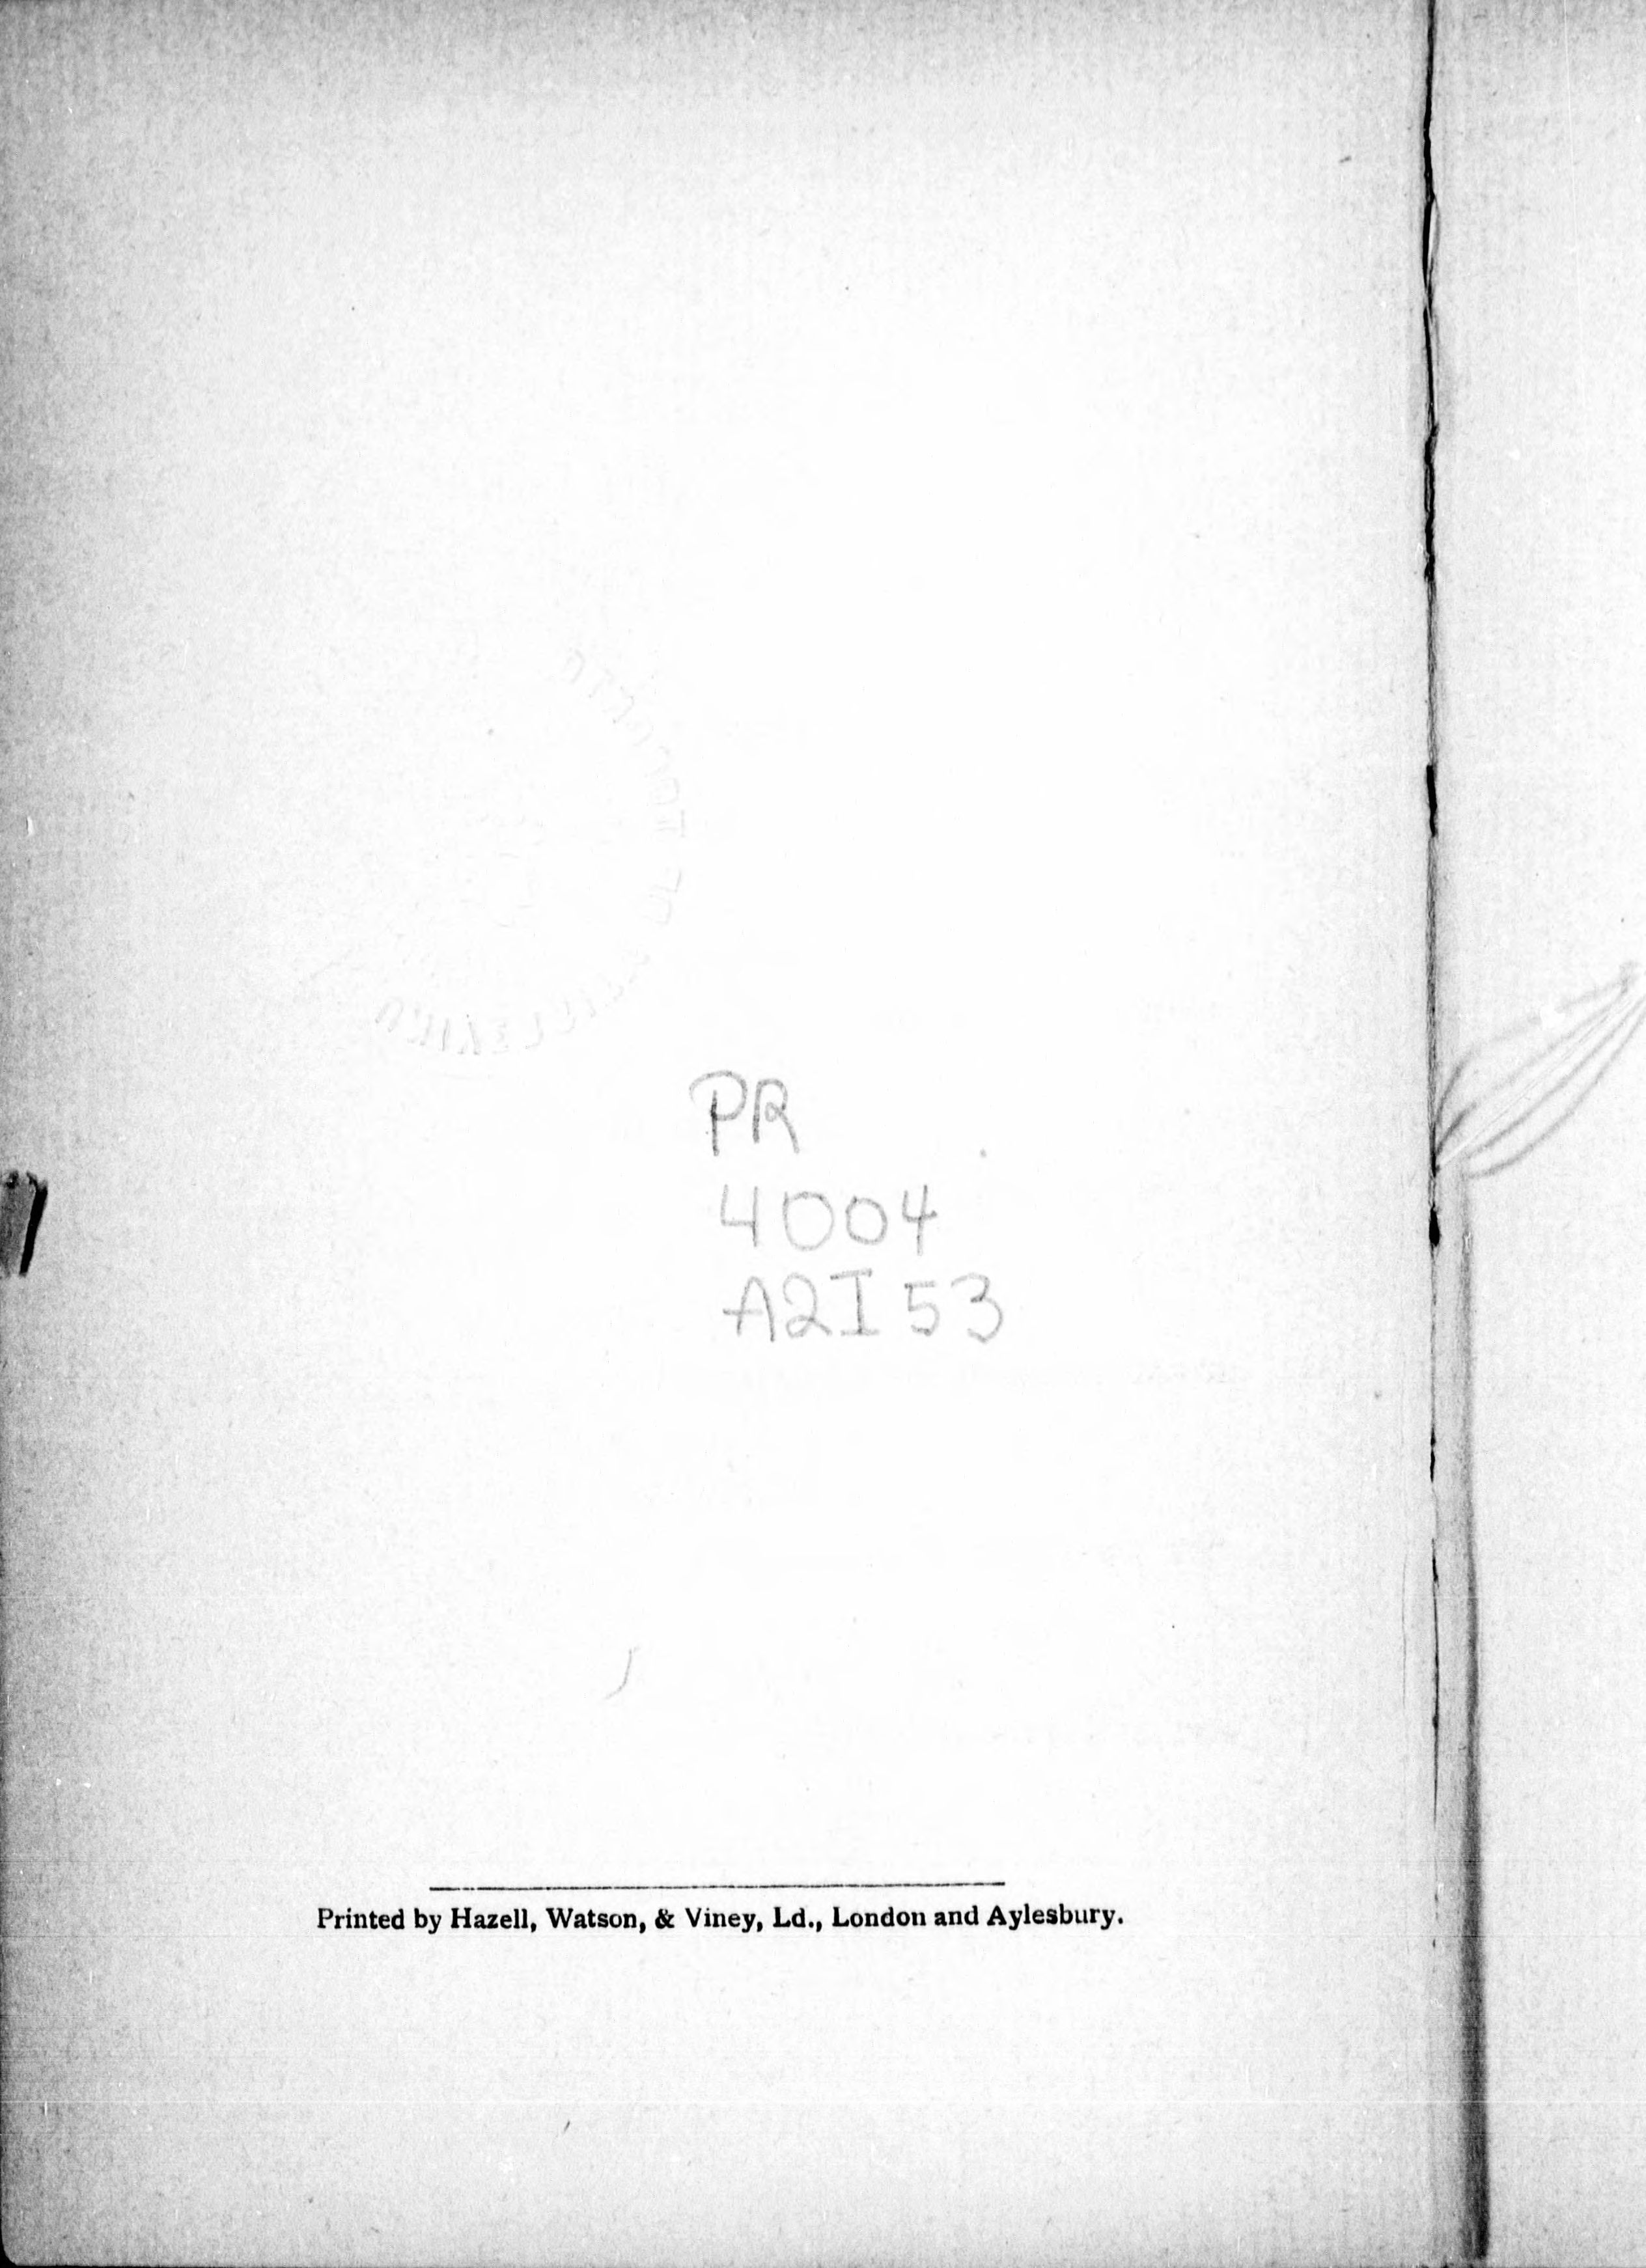 PR
4004
A2I53
Printed by Hazell, Watson, & Viney, Ld., London and Aylesbury.